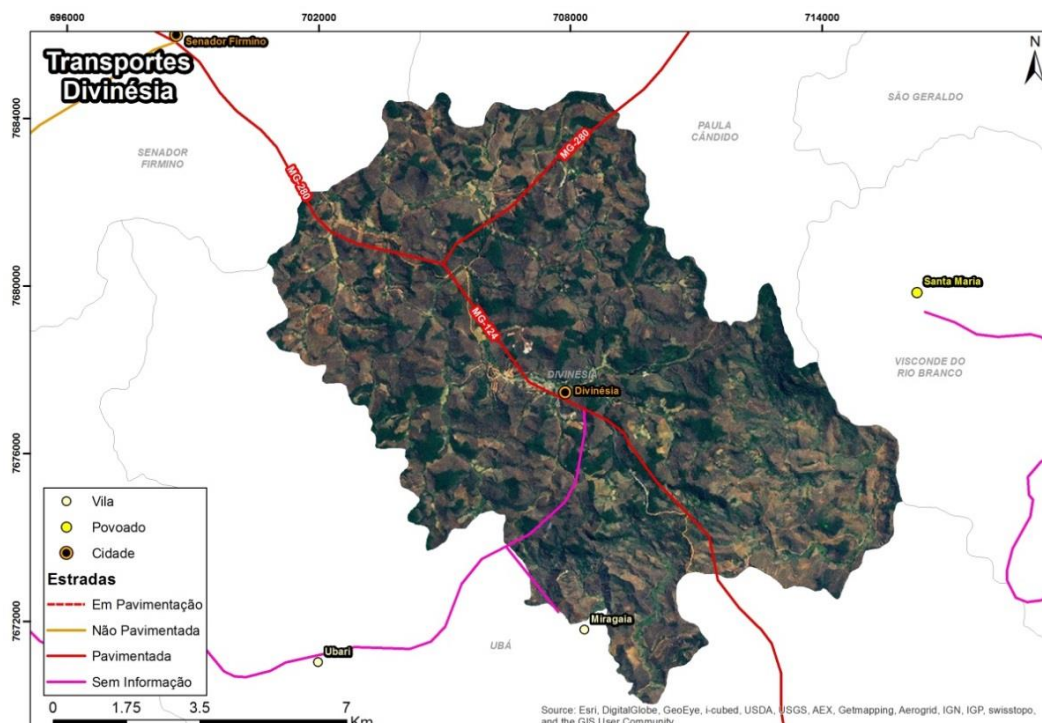 696000
702000
708000
714000
Senador Firmino
N
Transportes
Divinésia
7684000
SÃO GERALDO
PAULA
CÂNDIDO
SENADOR
FIRMINO
MG-280
MG-280
7680000
Santa Maria
MG-124
VISCONDE DO
RIO BRANCO
DIVINÉSIA
Divinésia
7676000
Vila
Povoado
Cidade
Estradas
Em Pavimentação
Não Pavimentada
Pavimentada
Sem Informação
7672000
Miragaia
Ubari
UBÁ
0 1.75 3.5 7
Km
Source: Esri, DigitalGlobe, GeoEye, i-cubed, USDA, USGS, AEX, Getmapping, Aerogrid, IGN, IGP, swisstopo,
and the GIS User Community